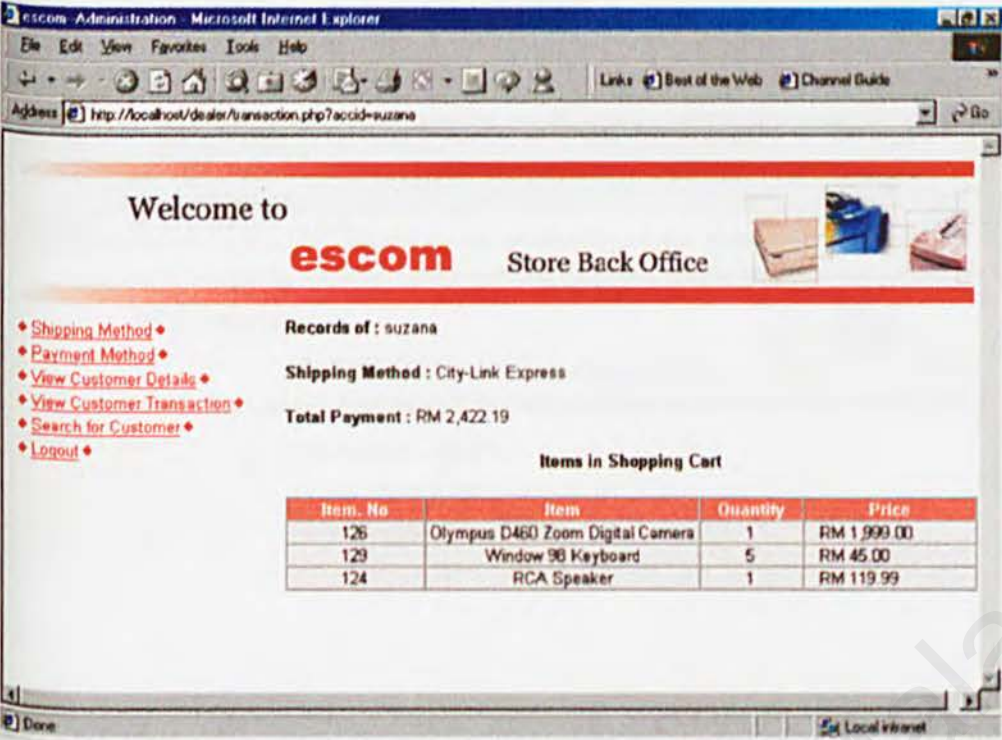 escom -Administration - Microsoft Internet Explorer
File Edit View Favorites Tools Help
Links Best of the Web Channel Guide
Address http://localhost/dealer/transaction.php?accid=suzana Go
Welcome to
escom Store Back Office
Shipping Method
Payment Method
View Customer Details
View Customer Transaction
Search for Customer
Logout
Records of : suzana
Shipping Method : City-Link Express
Total Payment : RM 2,422.19
Items in Shopping Cart
Item. No Item Quantity Price
126 Olympus D460 Zoom Digital Camera 1 RM 1,999.00
129 Window 98 Keyboard 5 RM 45.00
124 RCA Speaker 1 RM 119.99
Done Local intranet